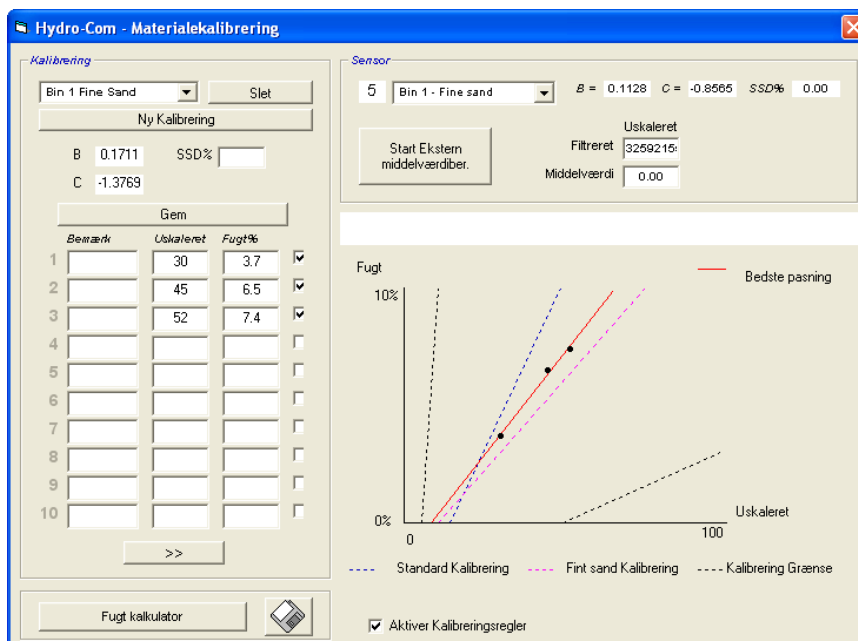 Hydro-Com - Materialekalibrering
Kalibrering
Bin 1 Fine Sand
Slet
Ny Kalibrering
B 0.1711 SSD%
C -1.3769
Gem
Bemærk Uskaleret Fugt%
1 30 3.7
2 45 6.5
3 52 7.4
4
5
6
7
8
9
10
>>
Fugt kalkulator
Sensor
5 Bin 1 - Fine sand B = 0.1128 C = -0.8565 SSD% 0.00
Start Ekstern
middelværdiber.
Uskaleret
Filtreret 3259215
Middelværdi 0.00
Fugt
Bedste pasning
10%
0%
0
100
Uskaleret
Standard Kalibrering Fint sand Kalibrering Kalibrering Grænse
Aktiver Kalibreringsregler